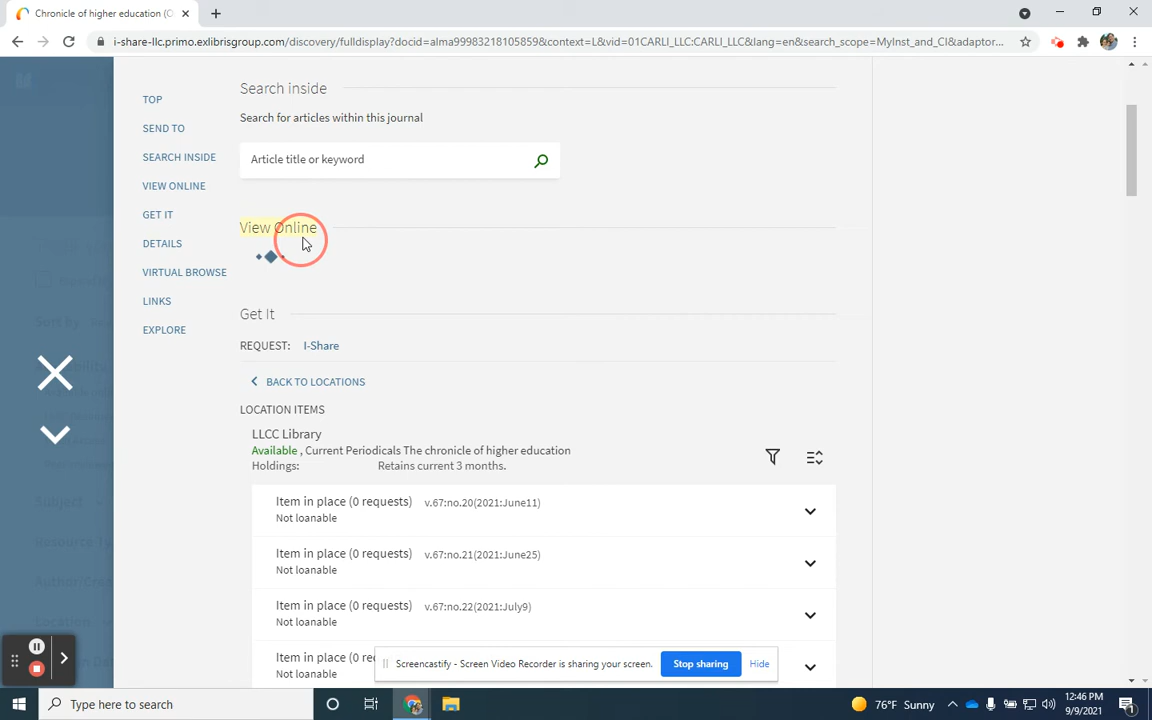 Chronicle of higher education (C
i-share-llc.primo.exlibrisgroup.com/discovery/fulldisplay?docid=alma99983218105859&context=L&vid=01CARLI_LLC:CARLI_LLC&lang=en&search_scope=MyInst_and_CI&adaptor...
TOP
SEND TO
SEARCH INSIDE
VIEW ONLINE
GET IT
DETAILS
VIRTUAL BROWSE
LINKS
EXPLORE
Search inside
Search for articles within this journal
Article title or keyword
View Online
Get It
REQUEST: I-Share
BACK TO LOCATIONS
LOCATION ITEMS
LLCC Library
Available , Current Periodicals The chronicle of higher education
Holdings: Retains current 3 months.
Item in place (0 requests) v.67:no.20(2021:June11)
Not loanable
Item in place (0 requests) v.67:no.21(2021:June25)
Not loanable
Item in place (0 requests) v.67:no.22(2021:July9)
Not loanable
Item in place (0 re
Not loanable
Screencastify - Screen Video Recorder is sharing your screen. Stop sharing Hide
Type here to search
76°F Sunny
12:46 PM
9/9/2021
1